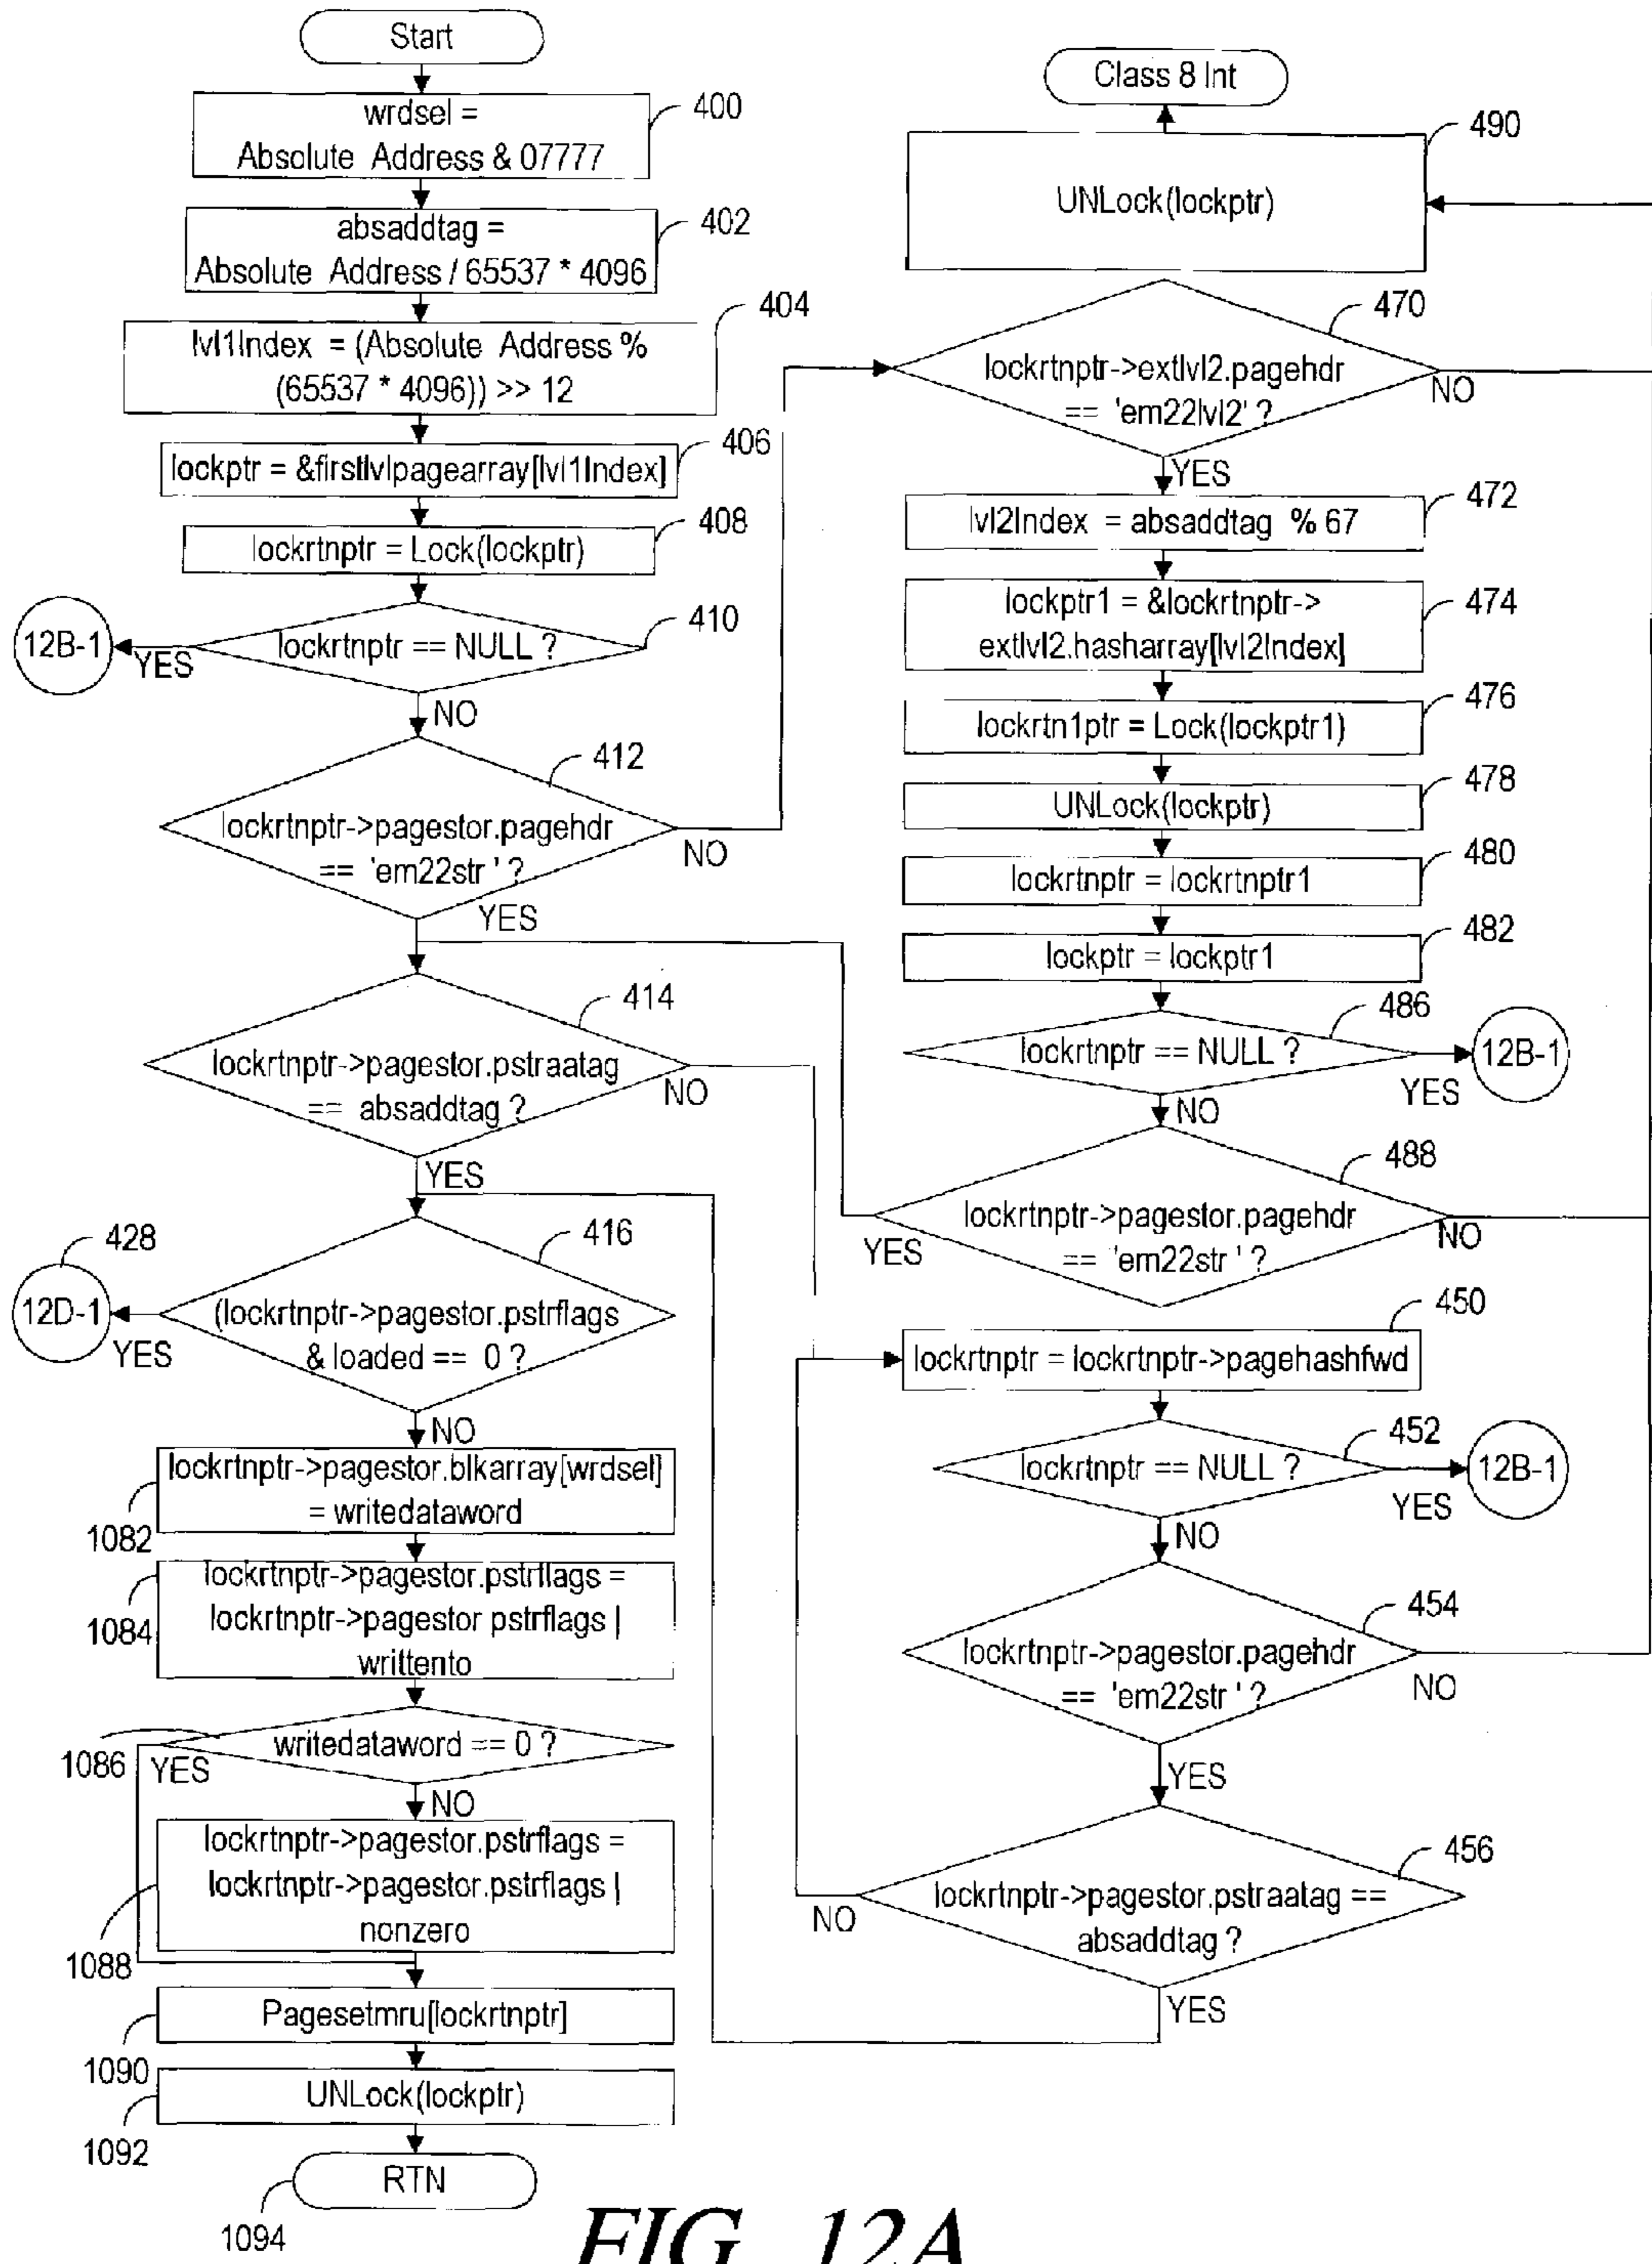 Start
wrdsel =
Absolute Address & 07777
400
absaddtag =
Absolute Address / 65537 * 4096
402
lvl1Index = (Absolute Address %
(65537 * 4096)) >> 12
404
lockptr = &firstlvlpagearray[lvl1Index]
406
lockrtnptr = Lock(lockptr)
408
lockrtnptr == NULL ?
410
12B-1
YES
NO
lockrtnptr->pagestor.pagehdr
== 'em22str ' ?
412
NO
YES
lockrtnptr->pagestor.pstraatag
== absaddtag ?
414
NO
YES
(lockrtnptr->pagestor.pstrflags
& loaded == 0 ?
416
428
12D-1
YES
NO
lockrtnptr->pagestor.blkarray[wrdsel]
= writedataword
1082
lockrtnptr->pagestor.pstrflags =
lockrtnptr->pagestor pstrflags |
writtento
1084
writedataword == 0 ?
1086
YES
NO
lockrtnptr->pagestor.pstrflags =
lockrtnptr->pagestor.pstrflags |
nonzero
1088
Pagesetmru[lockrtnptr]
1090
UNLock(lockptr)
1092
RTN
1094
Class 8 Int
UNLock(lockptr)
490
lockrtnptr->extlvl2.pagehdr
== 'em22lvl2' ?
470
NO
YES
lvl2Index = absaddtag % 67
472
lockptr1 = &lockrtnptr->
extlvl2.hasharray[lvl2Index]
474
lockrtn1ptr = Lock(lockptr1)
476
UNLock(lockptr)
478
lockrtnptr = lockrtnptr1
480
lockptr = lockptr1
482
lockrtnptr == NULL ?
486
12B-1
YES
NO
lockrtnptr->pagestor.pagehdr
== 'em22str ' ?
488
YES
NO
lockrtnptr = lockrtnptr->pagehashfwd
450
lockrtnptr == NULL ?
452
12B-1
YES
NO
lockrtnptr->pagestor.pagehdr
== 'em22str ' ?
454
NO
YES
lockrtnptr->pagestor.pstraatag ==
absaddtag ?
456
NO
YES
FIG. 12A